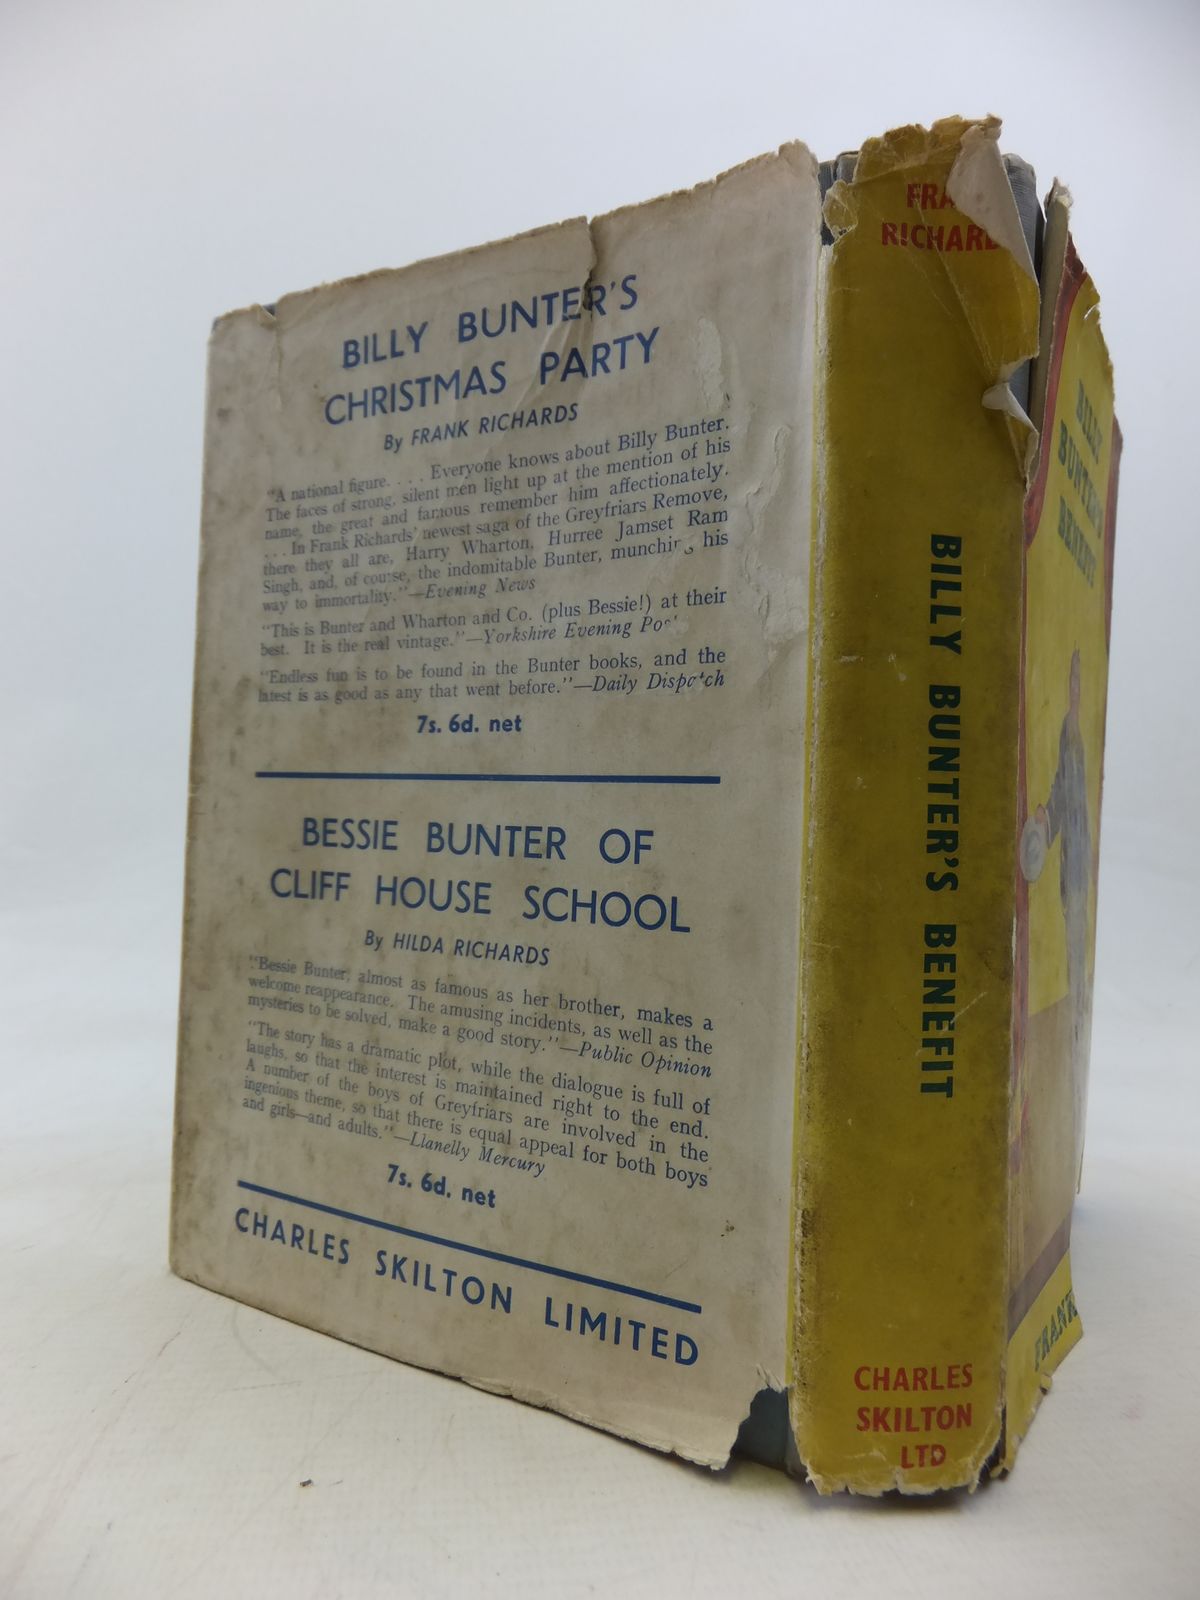 BILLY BUNTER'S
CHRISTMAS PARTY
By FRANK RICHARDS
"A national figure. . . . Everyone knows about Billy Bunter.
The faces of strong, silent men light up at the mention of his
name, the great and famous remember him affectionately.
. . . In Frank Richards' newest saga of the Greyfriars Remove,
there they all are, Harry Wharton, Hurree Jamset Ram
Singh, and, of course, the indomitable Bunter, munching his
way to immortality."—Evening News
"This is Bunter and Wharton and Co. (plus Bessie!) at their
best. It is the real vintage."—Yorkshire Evening Pos
"Endless fun is to be found in the Bunter books, and the
latest is as good as any that went before."—Daily Dispatch
7s. 6d. net
BESSIE BUNTER OF
CLIFF HOUSE SCHOOL
By HILDA RICHARDS
"Bessie Bunter, almost as famous as her brother, makes a
welcome reappearance. The amusing incidents, as well as the
mysteries to be solved, make a good story."—Public Opinion
"The story has a dramatic plot, while the dialogue is full of
laughs, so that the interest is maintained right to the end.
A number of the boys of Greyfriars are involved in the
ingenious theme, so that there is equal appeal for both boys
and girls—and adults."—Llanelly Mercury
7s. 6d. net
CHARLES SKILTON LIMITED
FRA
RICHARD
BILLY BUNTER'S BENEFIT
CHARLES
SKILTON
LTD
BILLY
BUNTER'S
BENEFIT
FRANK